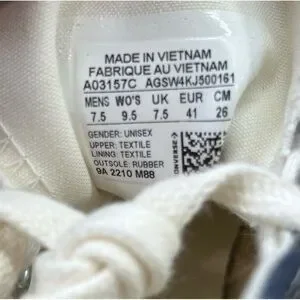 MADE IN VIETNAM
FABRIQUE AU VIETNAM
A03157C AGSW4KJ500161
MENS WO'S UK EUR CM
7.5 9.5 7.5 41 26
GENDER: UNISEX
UPPER: TEXTILE
LINING: TEXTILE
OUTSOLE: RUBBER
9A 2210 M88
CONVERSE